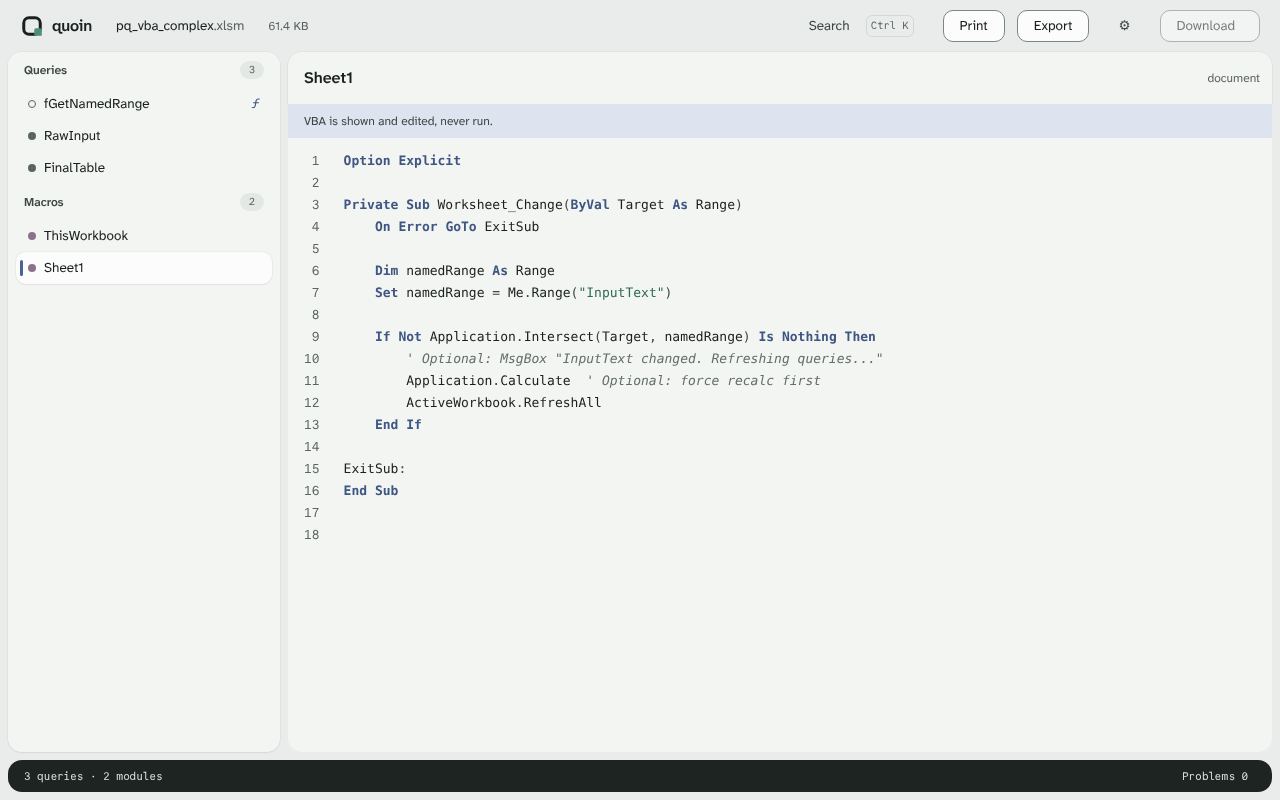 quoin pq_vba_complex.xlsm 61.4 KB Search Ctrl K Print Export ⚙ Download
Queries 3
fGetNamedRange ƒ
RawInput
FinalTable
Macros 2
ThisWorkbook
Sheet1
Sheet1 document
VBA is shown and edited, never run.
1 Option Explicit
2
3 Private Sub Worksheet_Change(ByVal Target As Range)
4     On Error GoTo ExitSub
5
6     Dim namedRange As Range
7     Set namedRange = Me.Range("InputText")
8
9     If Not Application.Intersect(Target, namedRange) Is Nothing Then
10         ' Optional: MsgBox "InputText changed. Refreshing queries..."
11         Application.Calculate  ' Optional: force recalc first
12         ActiveWorkbook.RefreshAll
13     End If
14
15 ExitSub:
16 End Sub
17
18
3 queries · 2 modules Problems 0